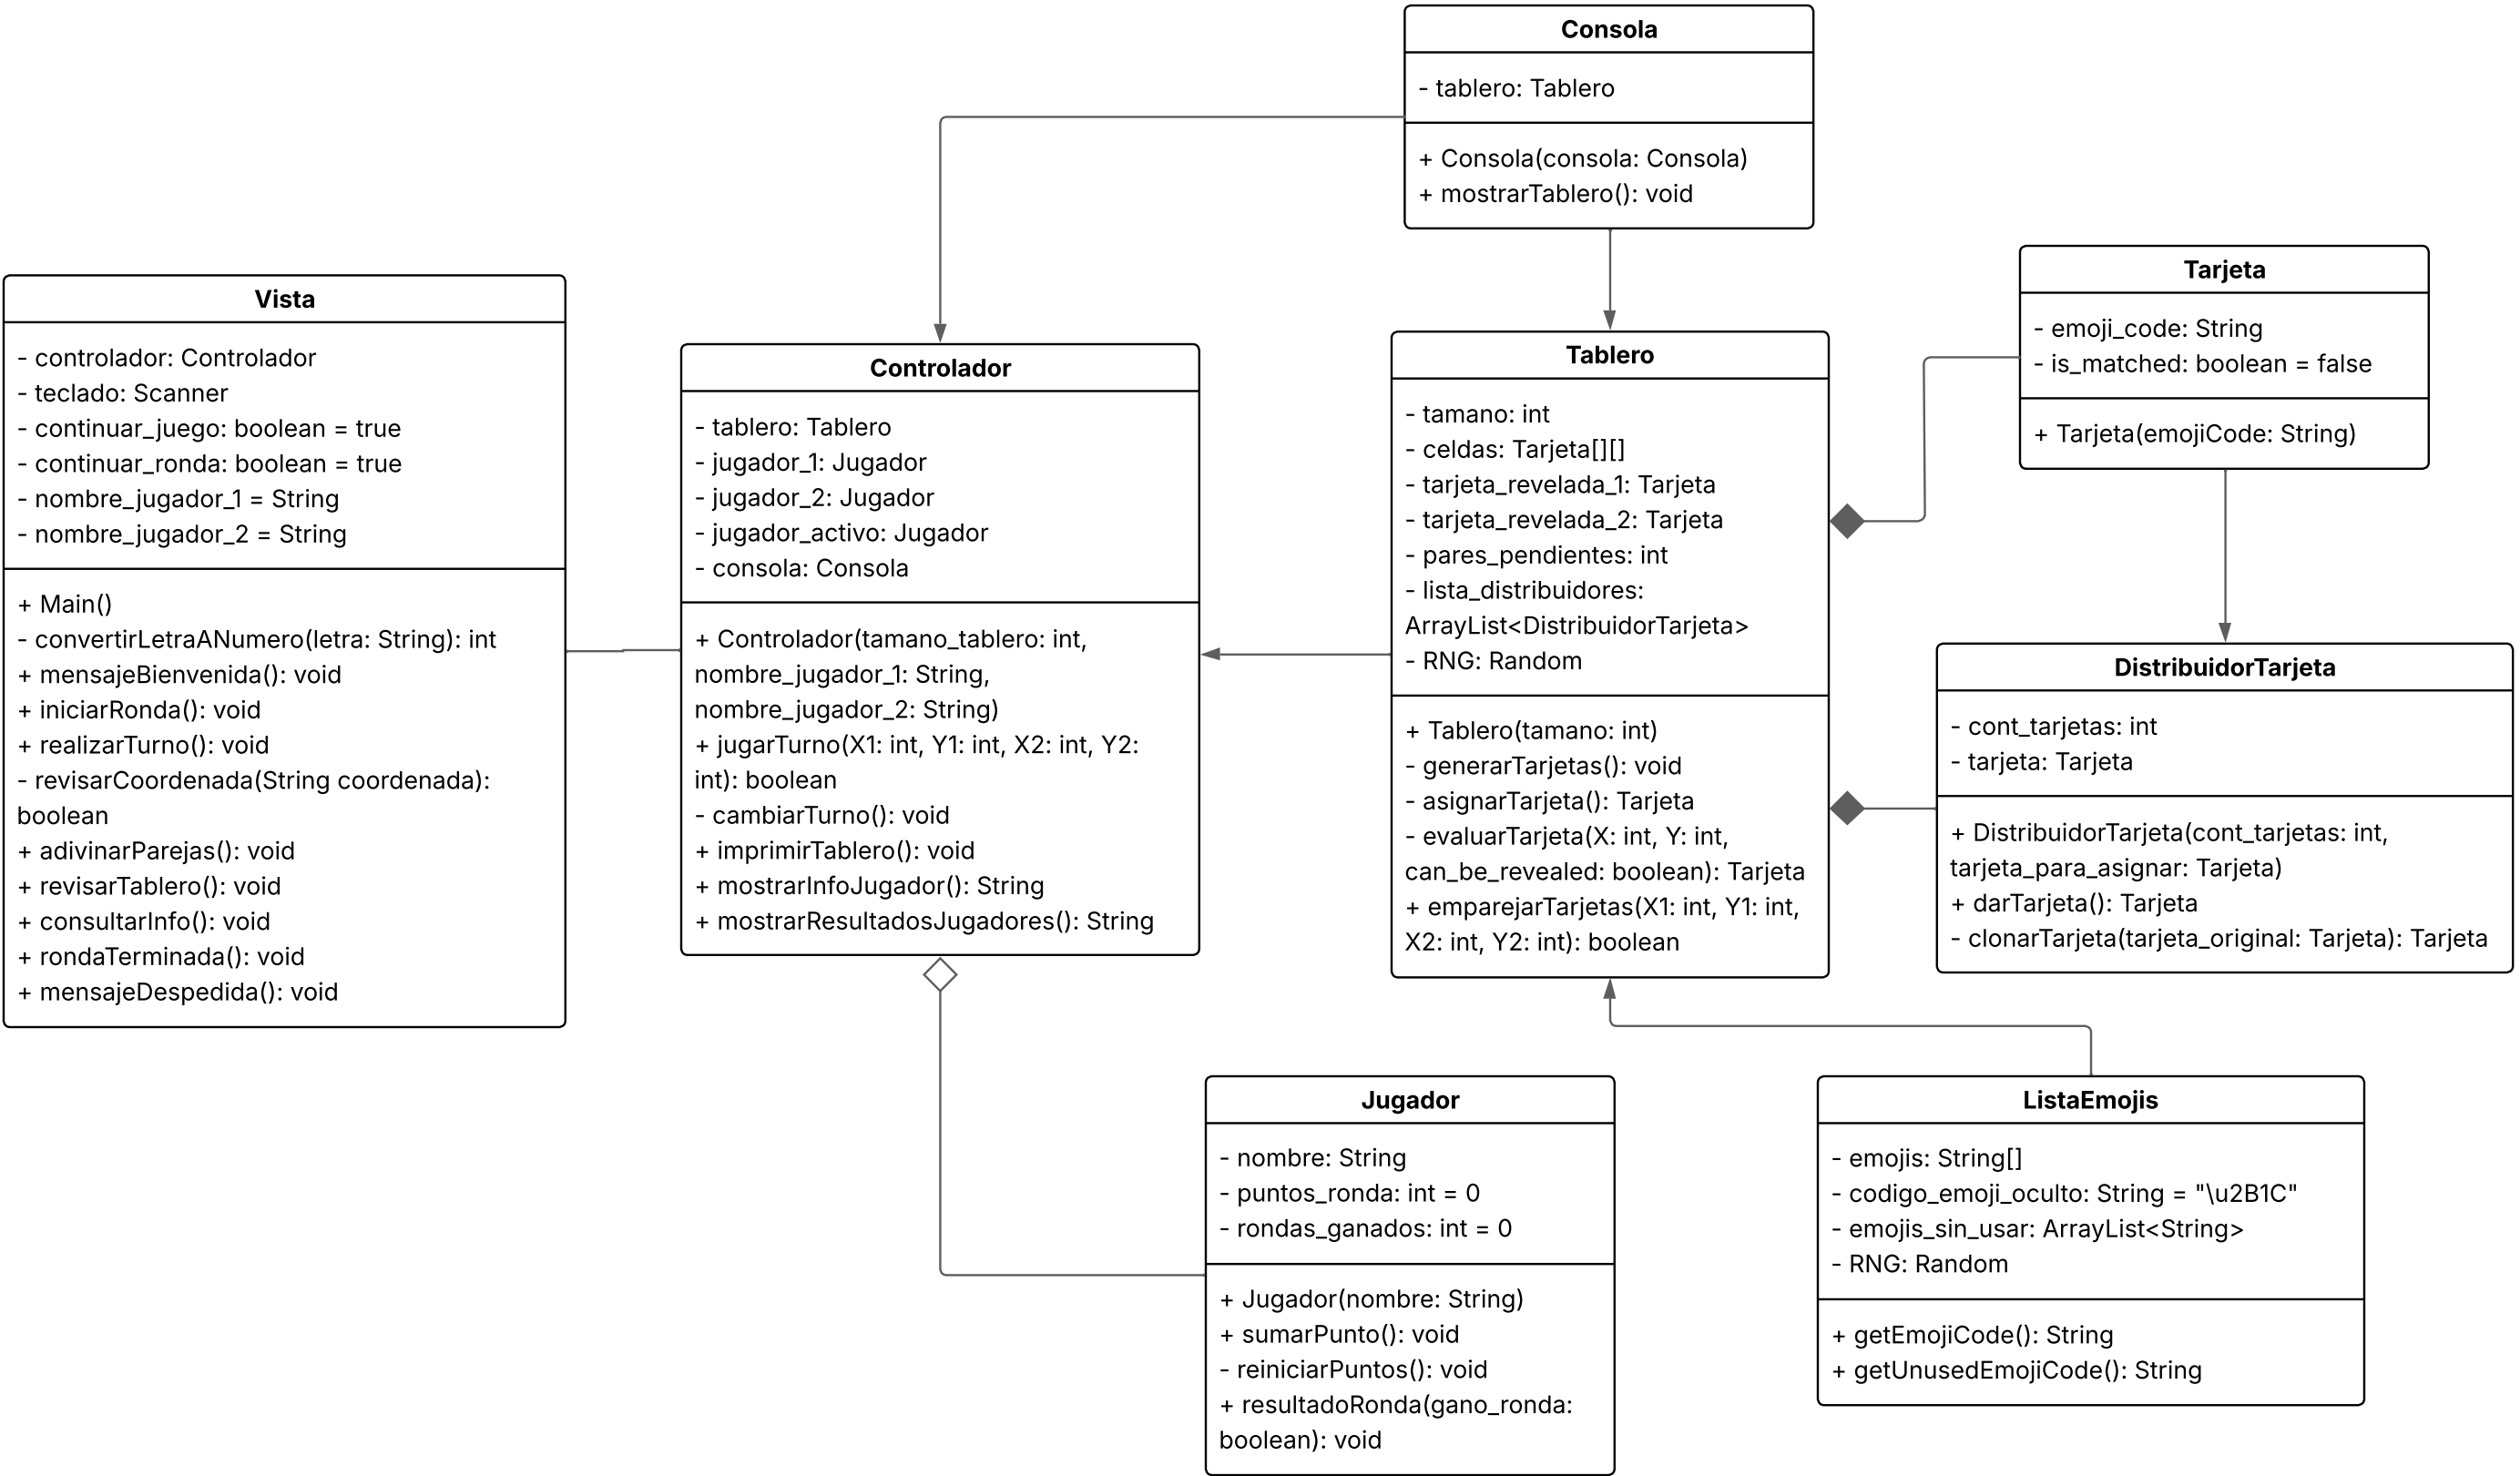 Consola
- tablero: Tablero
+ Consola(consola: Consola)
+ mostrarTablero(): void
Vista
- controlador: Controlador
- teclado: Scanner
- continuar_juego: boolean = true
- continuar_ronda: boolean = true
- nombre_jugador_1 = String
- nombre_jugador_2 = String
+ Main()
- convertirLetraANumero(letra: String): int
+ mensajeBienvenida(): void
+ iniciarRonda(): void
+ realizarTurno(): void
- revisarCoordenada(String coordenada):
boolean
+ adivinarParejas(): void
+ revisarTablero(): void
+ consultarInfo(): void
+ rondaTerminada(): void
+ mensajeDespedida(): void
Controlador
- tablero: Tablero
- jugador_1: Jugador
- jugador_2: Jugador
- jugador_activo: Jugador
- consola: Consola
+ Controlador(tamano_tablero: int,
nombre_jugador_1: String,
nombre_jugador_2: String)
+ jugarTurno(X1: int, Y1: int, X2: int, Y2:
int): boolean
- cambiarTurno(): void
+ imprimirTablero(): void
+ mostrarInfoJugador(): String
+ mostrarResultadosJugadores(): String
Tablero
- tamano: int
- celdas: Tarjeta[][]
- tarjeta_revelada_1: Tarjeta
- tarjeta_revelada_2: Tarjeta
- pares_pendientes: int
- lista_distribuidores:
ArrayList<DistribuidorTarjeta>
- RNG: Random
+ Tablero(tamano: int)
- generarTarjetas(): void
- asignarTarjeta(): Tarjeta
- evaluarTarjeta(X: int, Y: int,
can_be_revealed: boolean): Tarjeta
+ emparejarTarjetas(X1: int, Y1: int,
X2: int, Y2: int): boolean
Tarjeta
- emoji_code: String
- is_matched: boolean = false
+ Tarjeta(emojiCode: String)
DistribuidorTarjeta
- cont_tarjetas: int
- tarjeta: Tarjeta
+ DistribuidorTarjeta(cont_tarjetas: int,
tarjeta_para_asignar: Tarjeta)
+ darTarjeta(): Tarjeta
- clonarTarjeta(tarjeta_original: Tarjeta): Tarjeta
Jugador
- nombre: String
- puntos_ronda: int = 0
- rondas_ganados: int = 0
+ Jugador(nombre: String)
+ sumarPunto(): void
- reiniciarPuntos(): void
+ resultadoRonda(gano_ronda:
boolean): void
ListaEmojis
- emojis: String[]
- codigo_emoji_oculto: String = "\u2B1C"
- emojis_sin_usar: ArrayList<String>
- RNG: Random
+ getEmojiCode(): String
+ getUnusedEmojiCode(): String